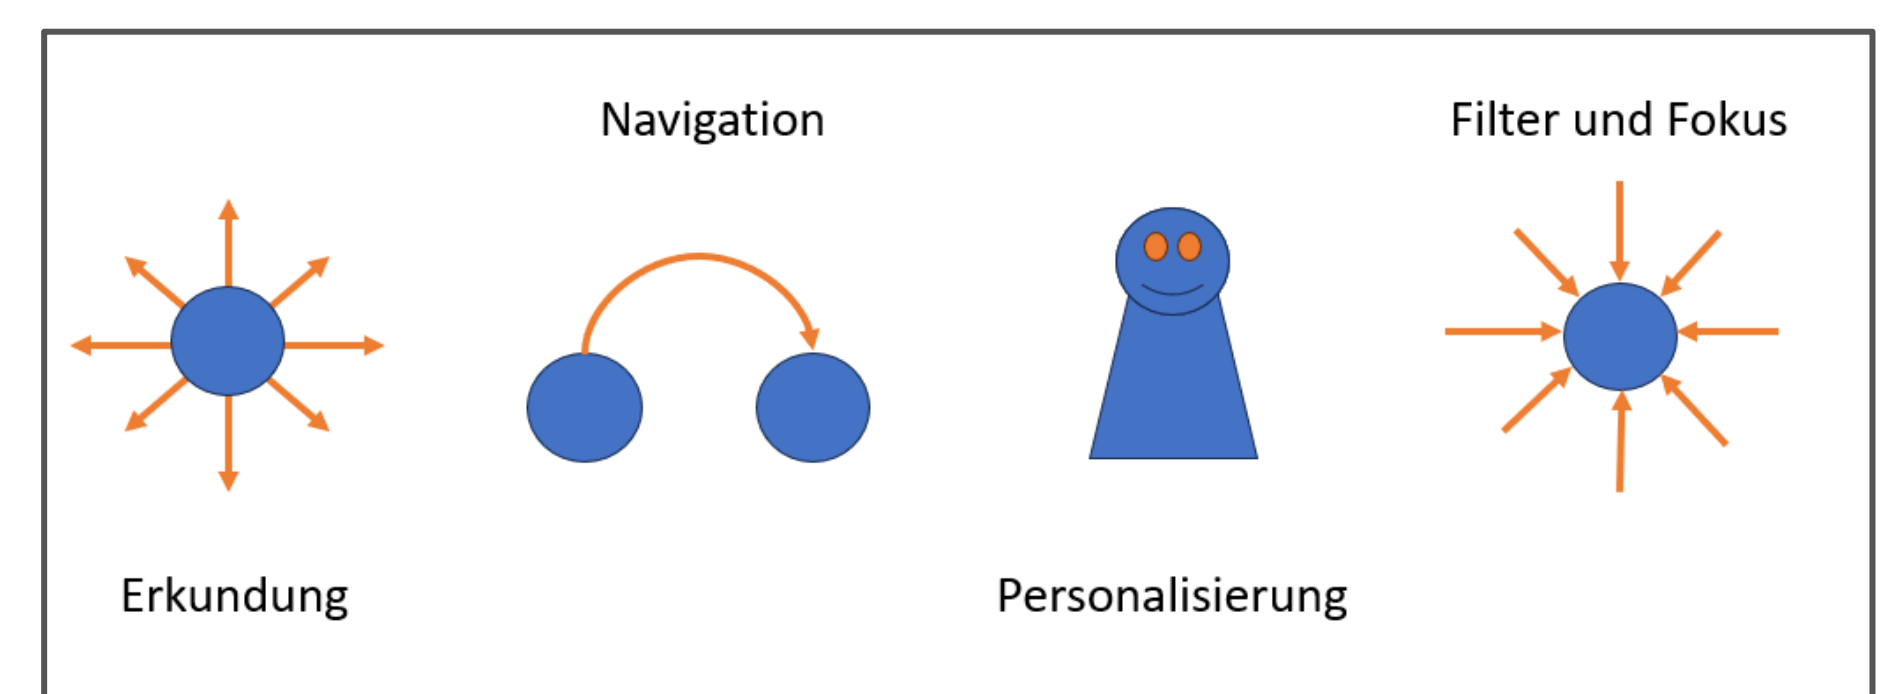 Navigation
Filter und Fokus
Erkundung
Personalisierung